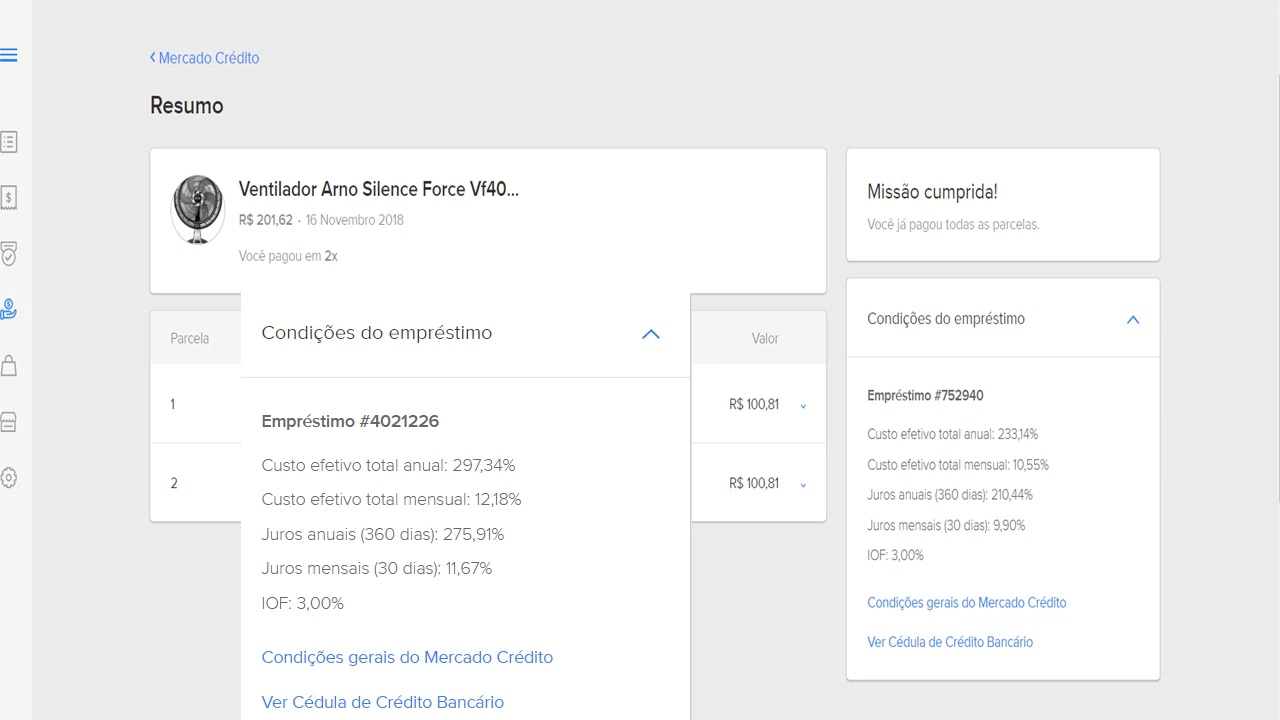 Mercado Crédito
Resumo
Ventilador Arno Silence Force Vf40...
R$ 201,62 · 16 Novembro 2018
Você pagou em 2x
Missão cumprida!
Você já pagou todas as parcelas.
Parcela
Valor
1
R$ 100,81
2
R$ 100,81
Condições do empréstimo
Empréstimo #4021226
Custo efetivo total anual: 297,34%
Custo efetivo total mensual: 12,18%
Juros anuais (360 dias): 275,91%
Juros mensais (30 dias): 11,67%
IOF: 3,00%
Condições gerais do Mercado Crédito
Ver Cédula de Crédito Bancário
Condições do empréstimo
Empréstimo #752940
Custo efetivo total anual: 233,14%
Custo efetivo total mensual: 10,55%
Juros anuais (360 dias): 210,44%
Juros mensais (30 dias): 9,90%
IOF: 3,00%
Condições gerais do Mercado Crédito
Ver Cédula de Crédito Bancário